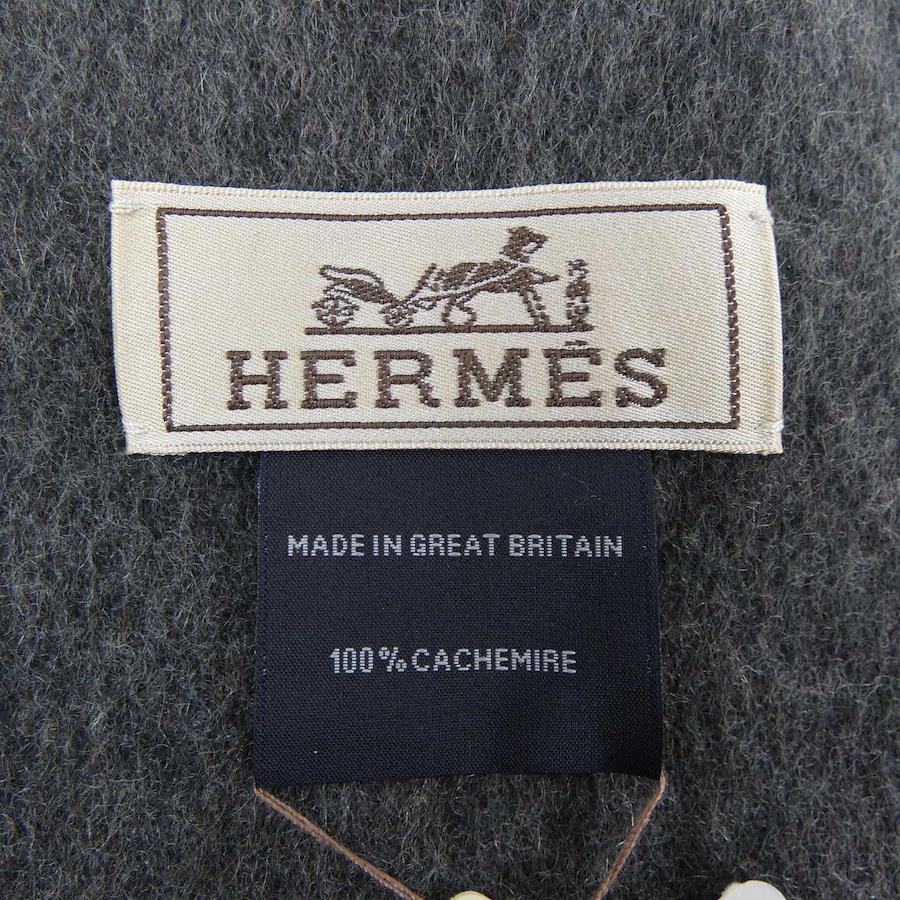 HERMÈS
MADE IN GREAT BRITAIN
100% CACHEMIRE